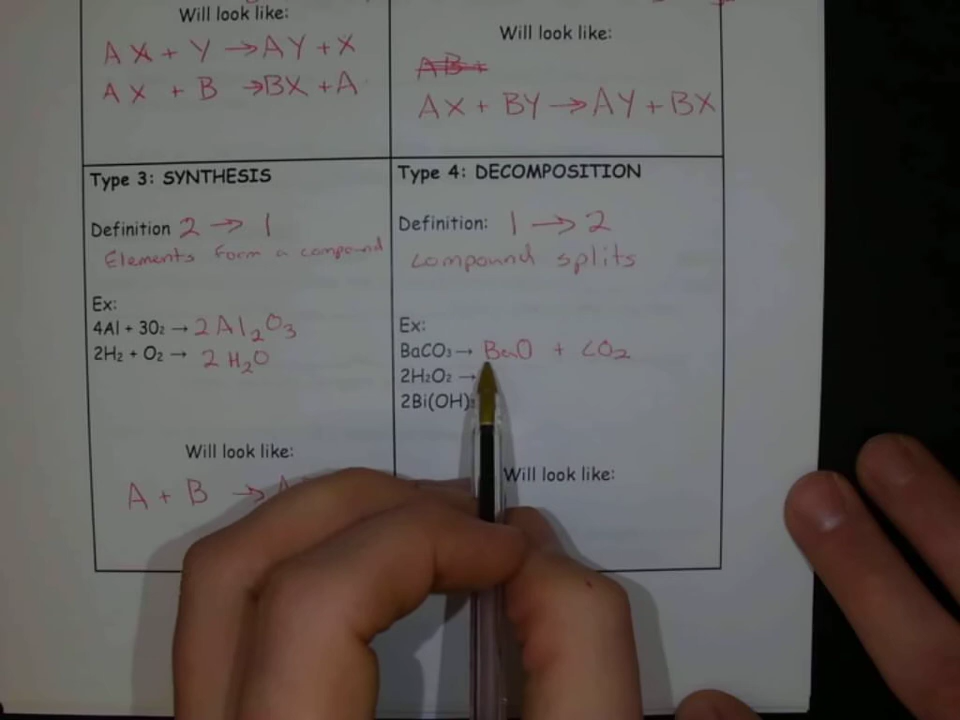 Will look like:
AX + Y → AY + X
AX + B → BX + A
Will look like:
AB +
AX + BY → AY + BX
Type 3: SYNTHESIS
Definition 2 → 1
Elements form a compound
Ex:
4Al + 3O₂ → 2Al₂O₃
2H₂ + O₂ → 2H₂O
Will look like:
A + B →
Type 4: DECOMPOSITION
Definition: 1 → 2
compound splits
Ex:
BaCO₃ → BaO + CO₂
2H₂O₂ →
2Bi(OH)
Will look like: